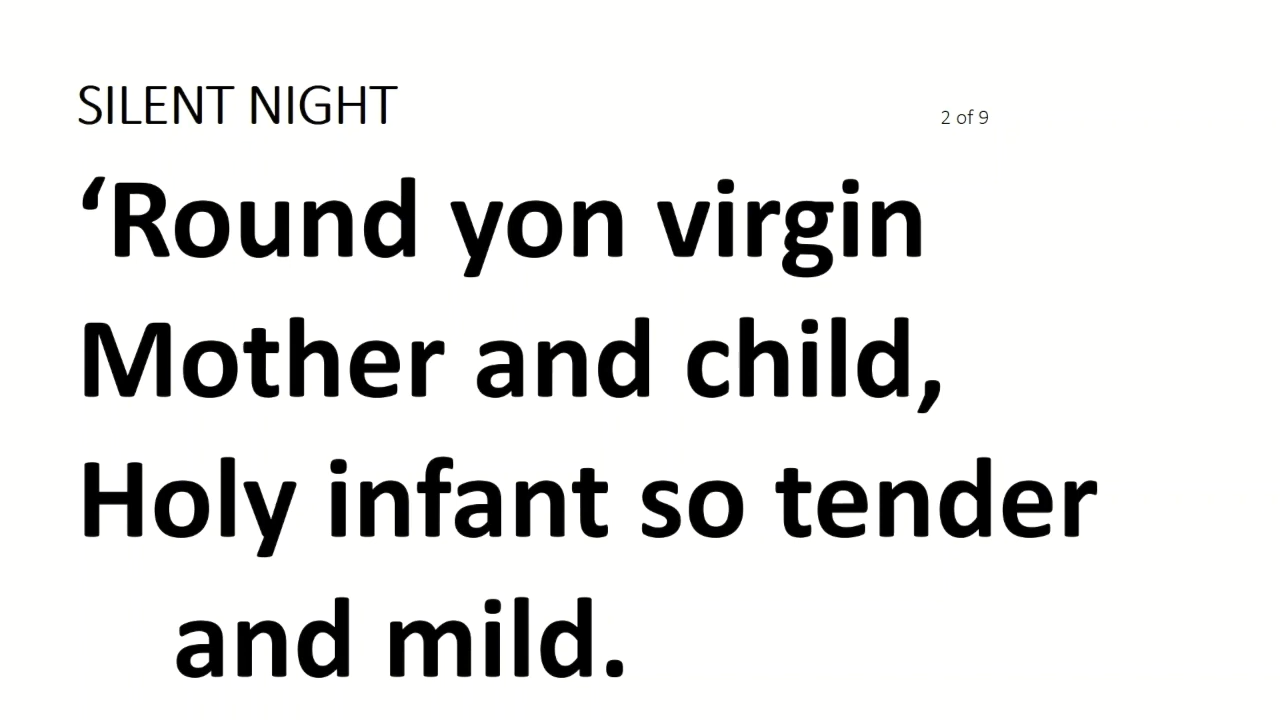 SILENT NIGHT
2 of 9
‘Round yon virgin
Mother and child,
Holy infant so tender
and mild.